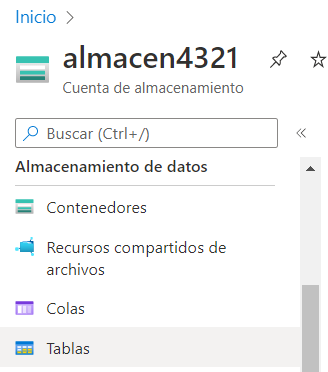 Inicio
almacen4321
Cuenta de almacenamiento
Buscar (Ctrl+/)
Almacenamiento de datos
Contenedores
Recursos compartidos de
archivos
Colas
Tablas